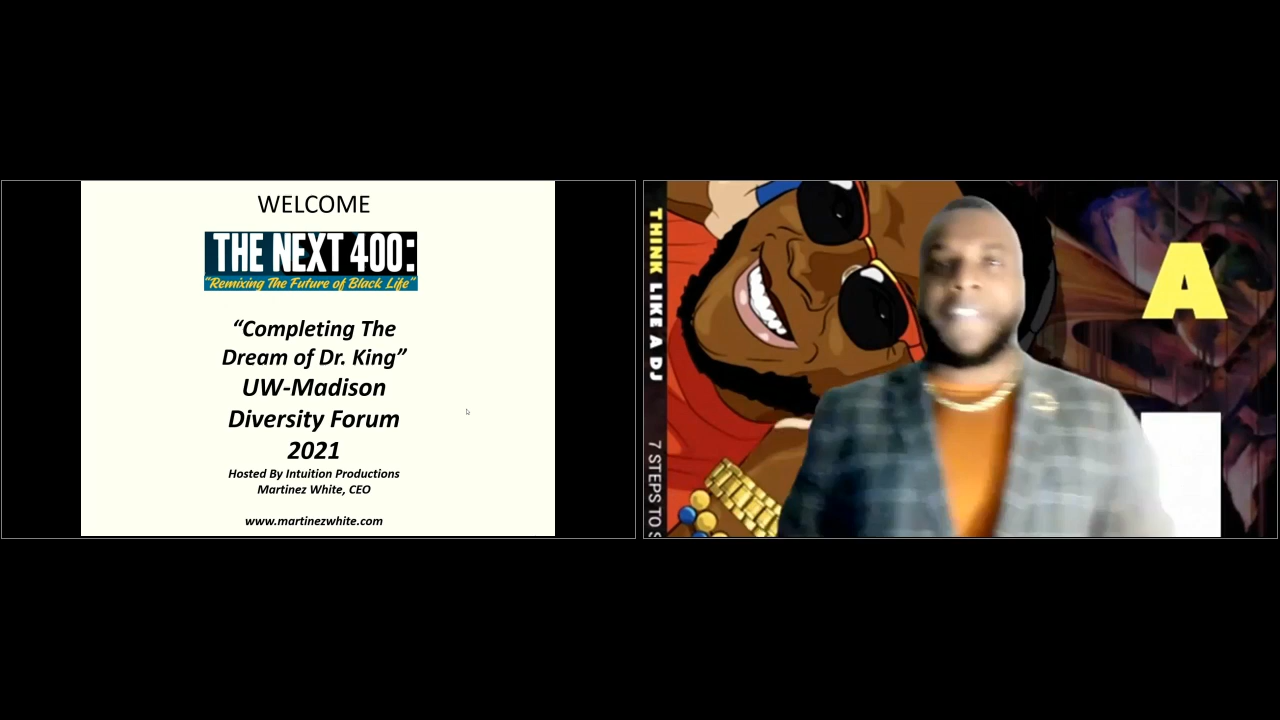 WELCOME
THE NEXT 400:
"Remixing The Future of Black Life"
“Completing The
Dream of Dr. King”
UW-Madison
Diversity Forum
2021
Hosted By Intuition Productions
Martinez White, CEO
www.martinezwhite.com
THINK LIKE A DJ
7 STEPS TO
A